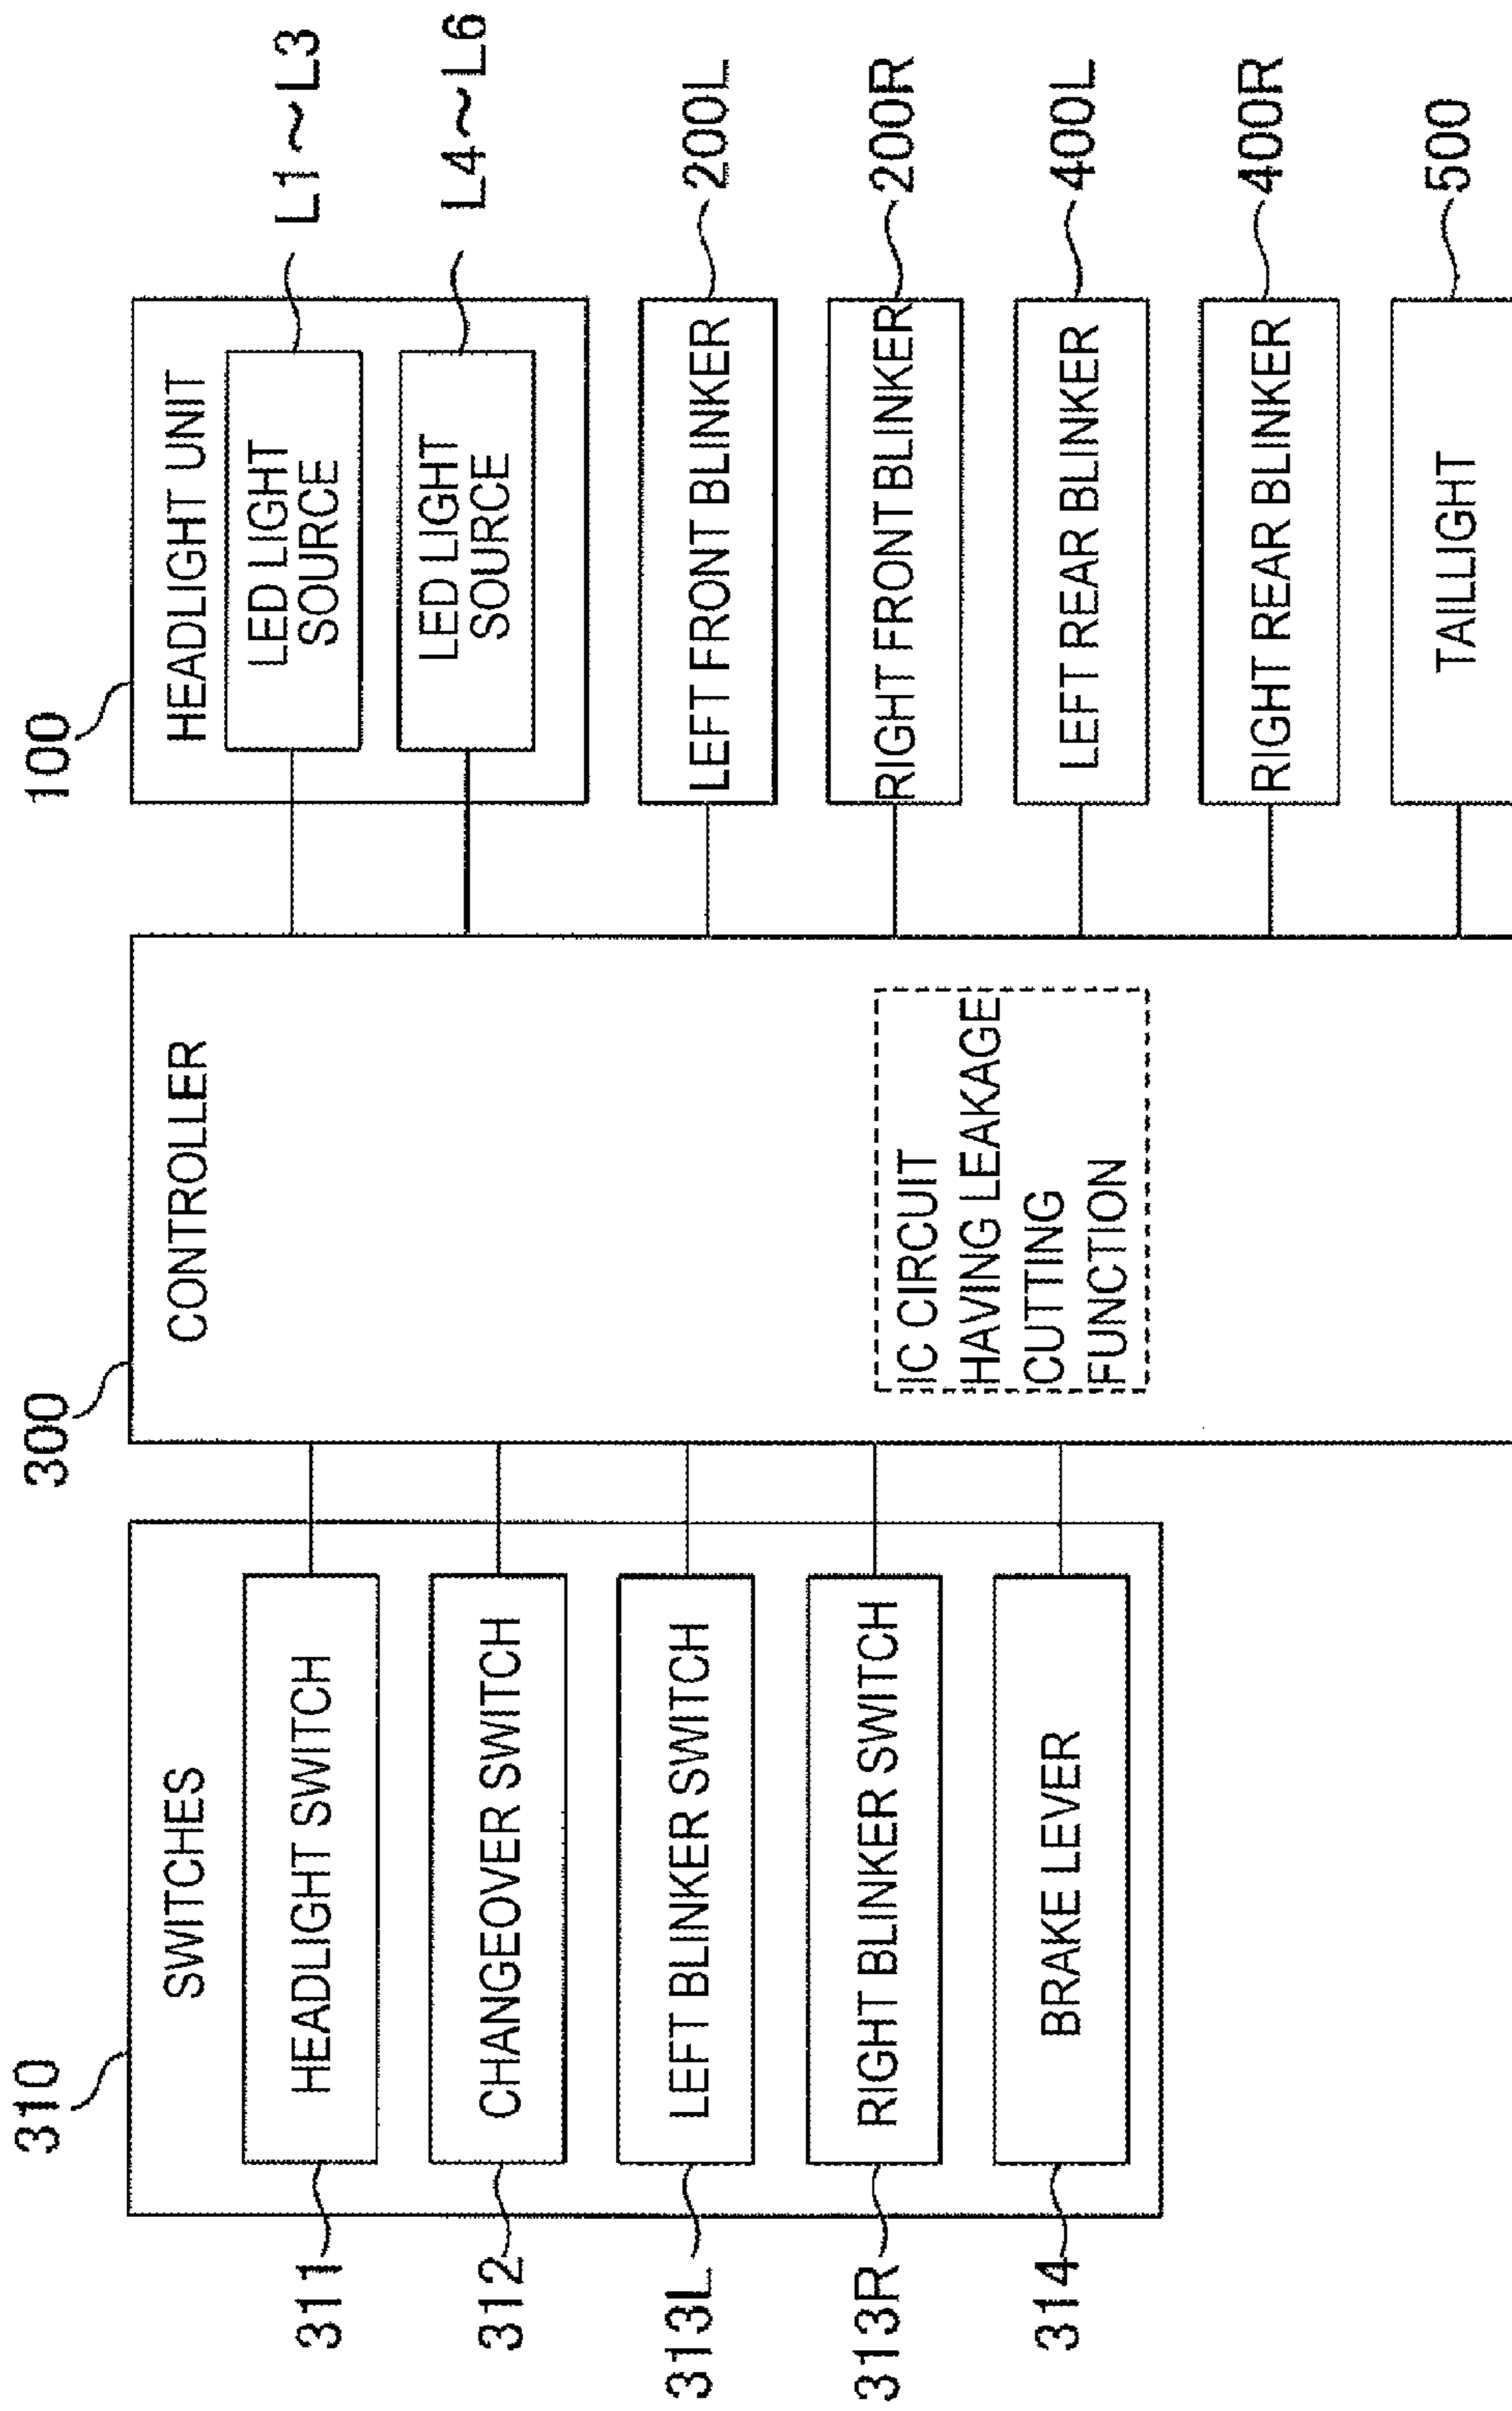 310
SWITCHES
311
HEADLIGHT SWITCH
312
CHANGEOVER SWITCH
313L
LEFT BLINKER SWITCH
313R
RIGHT BLINKER SWITCH
314
BRAKE LEVER
300
CONTROLLER
IC CIRCUIT
HAVING LEAKAGE
CUTTING
FUNCTION
100
HEADLIGHT UNIT
LED LIGHT
SOURCE
L1~L3
LED LIGHT
SOURCE
L4~L6
LEFT FRONT BLINKER
200L
RIGHT FRONT BLINKER
200R
LEFT REAR BLINKER
400L
RIGHT REAR BLINKER
400R
TAILLIGHT
500